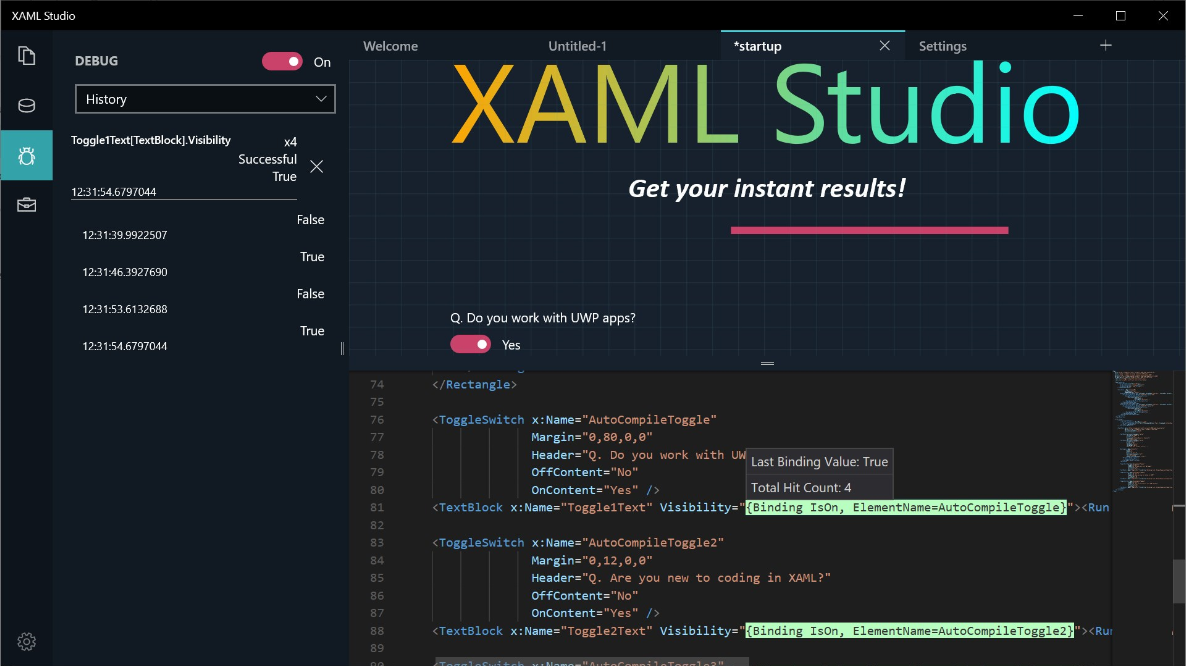 XAML Studio
DEBUG
On
History
Toggle1Text[TextBlock].Visibility
x4
Successful
True
12:31:54.6797044
False
12:31:39.9922507
True
12:31:46.3927690
False
12:31:53.6132688
True
12:31:54.6797044
Welcome
Untitled-1
*startup
Settings
XAML Studio
Get your instant results!
Q. Do you work with UWP apps?
Yes
74 </Rectangle>
75
76 <ToggleSwitch x:Name="AutoCompileToggle"
77 Margin="0,80,0,0"
78 Header="Q. Do you work with UW
79 OffContent="No"
80 OnContent="Yes" />
Last Binding Value: True
Total Hit Count: 4
81 <TextBlock x:Name="Toggle1Text" Visibility="{Binding IsOn, ElementName=AutoCompileToggle}"><Run
82
83 <ToggleSwitch x:Name="AutoCompileToggle2"
84 Margin="0,12,0,0"
85 Header="Q. Are you new to coding in XAML?"
86 OffContent="No"
87 OnContent="Yes" />
88 <TextBlock x:Name="Toggle2Text" Visibility="{Binding IsOn, ElementName=AutoCompileToggle2}"><Run
89
90 <ToggleSwitch x:Name="AutoCompileToggle3"